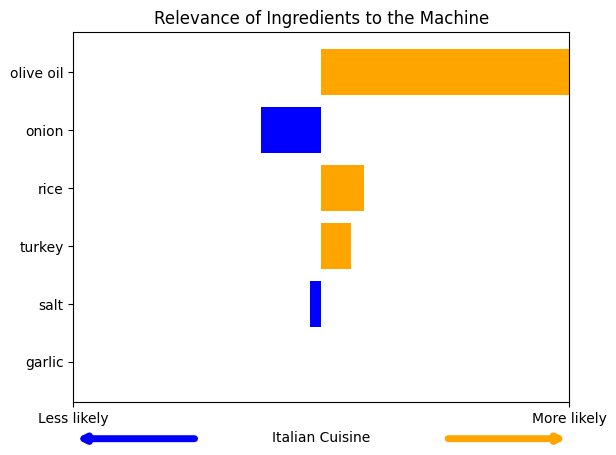 Relevance of Ingredients to the Machine
olive oil
onion
rice
turkey
salt
garlic
Less likely
More likely
Italian Cuisine